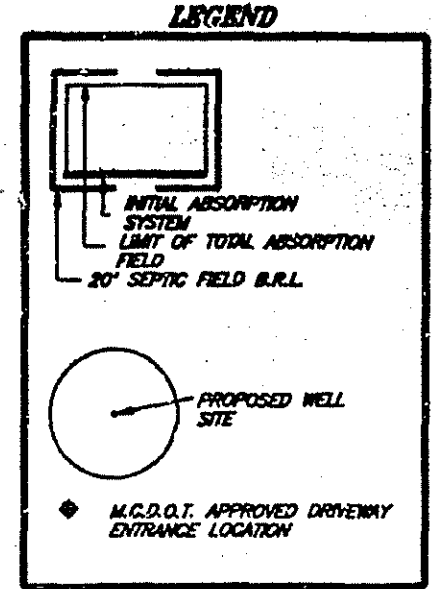 LEGEND
INITIAL ABSORPTION
SYSTEM
LIMIT OF TOTAL ABSORPTION
FIELD
20' SEPTIC FIELD B.R.L.
PROPOSED WELL
SITE
M.C.D.O.T. APPROVED DRIVEWAY
ENTRANCE LOCATION